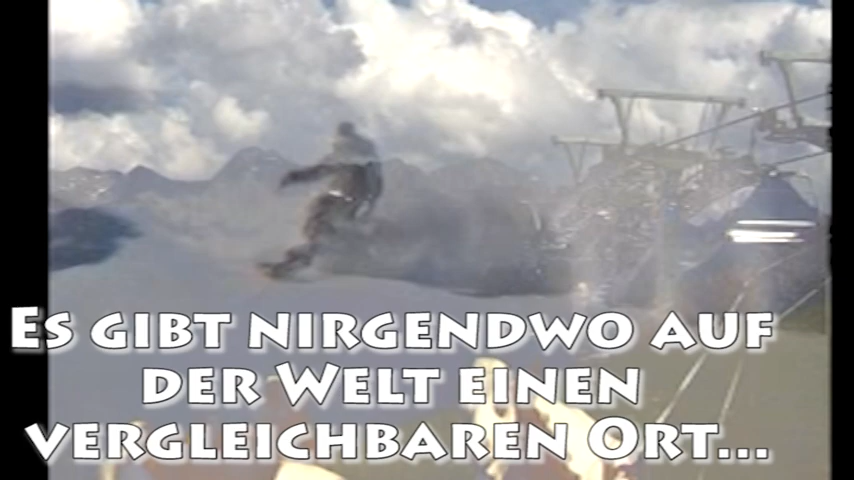 Es gibt nirgendwo auf
der Welt einen
vergleichbaren Ort...